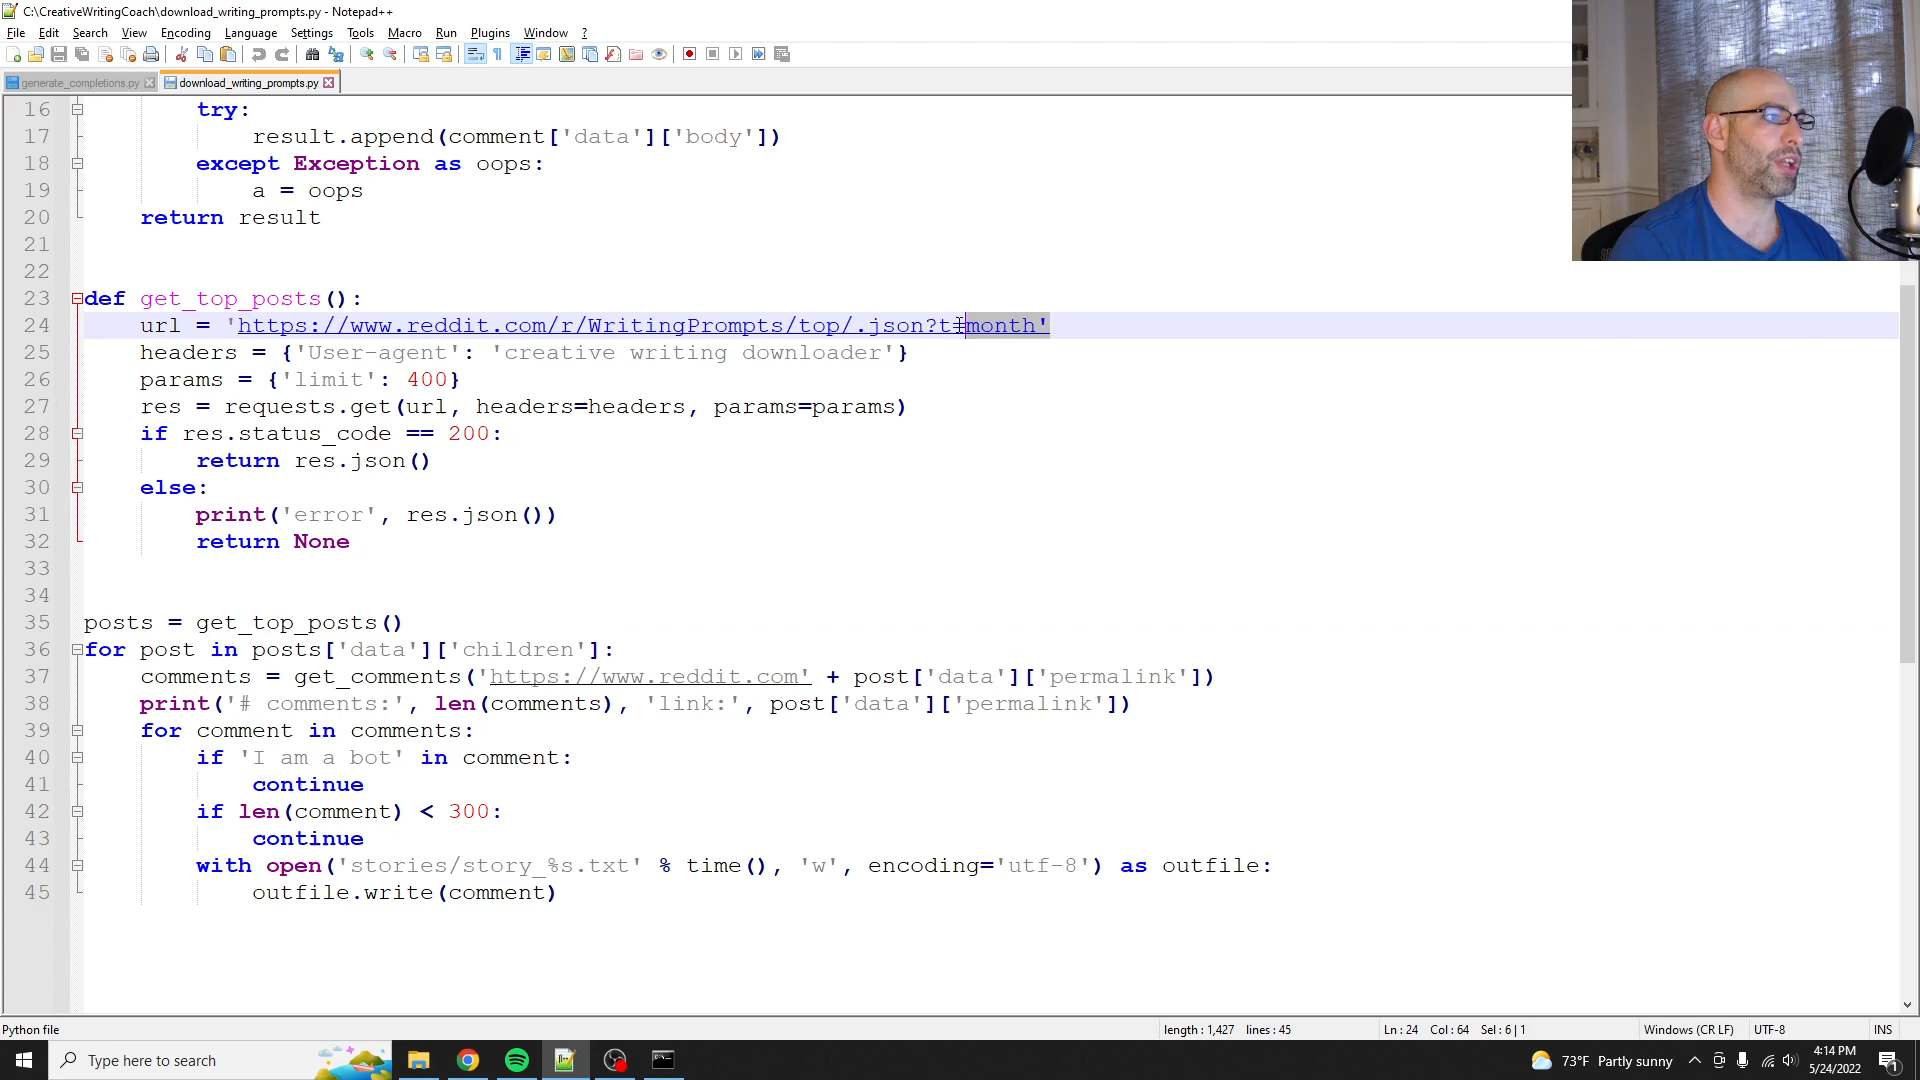 C:\CreativeWritingCoach\download_writing_prompts.py - Notepad++
File Edit Search View Encoding Language Settings Tools Macro Run Plugins Window ?
generate_completions.py download_writing_prompts.py
16 try:
17 result.append(comment['data']['body'])
18 except Exception as oops:
19 a = oops
20 return result
21
22
23 def get_top_posts():
24 url = 'https://www.reddit.com/r/WritingPrompts/top/.json?t=month'
25 headers = {'User-agent': 'creative writing downloader'}
26 params = {'limit': 400}
27 res = requests.get(url, headers=headers, params=params)
28 if res.status_code == 200:
29 return res.json()
30 else:
31 print('error', res.json())
32 return None
33
34
35 posts = get_top_posts()
36 for post in posts['data']['children']:
37 comments = get_comments('https://www.reddit.com' + post['data']['permalink'])
38 print('# comments:', len(comments), 'link:', post['data']['permalink'])
39 for comment in comments:
40 if 'I am a bot' in comment:
41 continue
42 if len(comment) < 300:
43 continue
44 with open('stories/story_%s.txt' % time(), 'w', encoding='utf-8') as outfile:
45 outfile.write(comment)
Python file length : 1,427 lines : 45 Ln : 24 Col : 64 Sel : 6 | 1 Windows (CR LF) UTF-8 INS
Type here to search 73°F Partly sunny 4:14 PM
5/24/2022 1